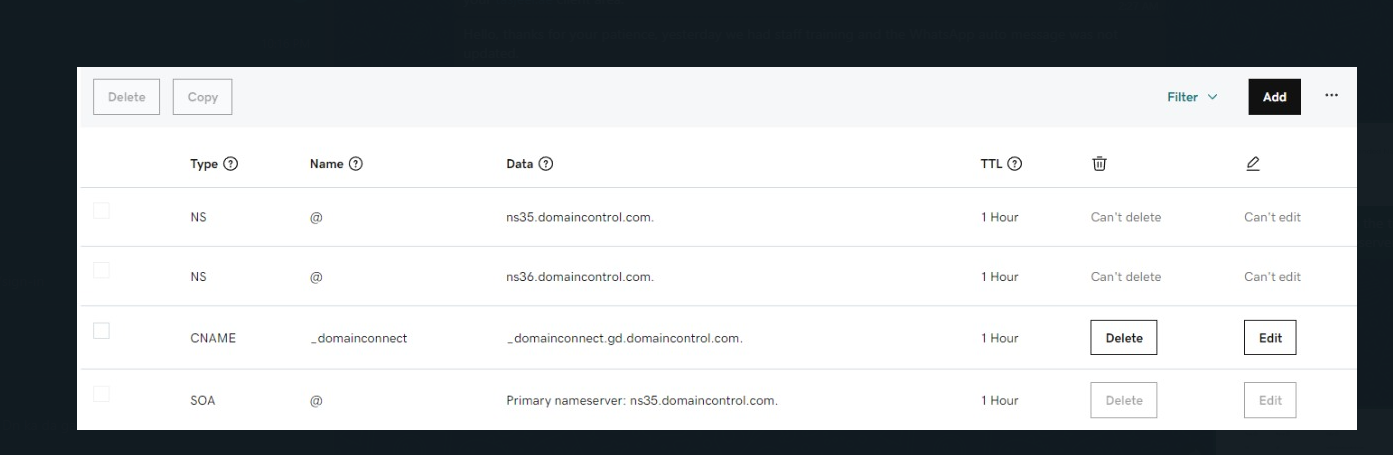 Delete Copy Filter Add ...
Type ? Name ? Data ? TTL ?
NS @ ns35.domaincontrol.com. 1 Hour Can't delete Can't edit
NS @ ns36.domaincontrol.com. 1 Hour Can't delete Can't edit
CNAME _domainconnect _domainconnect.gd.domaincontrol.com. 1 Hour Delete Edit
SOA @ Primary nameserver: ns35.domaincontrol.com. 1 Hour Delete Edit